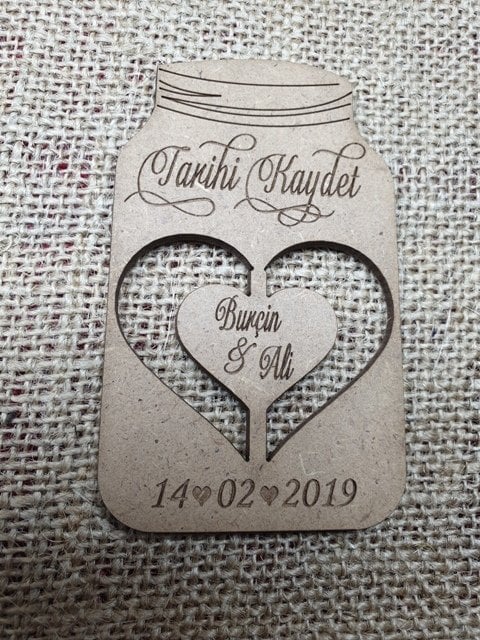 Tarihi Kaydet
Burçin
& Ali
14♥02♥2019